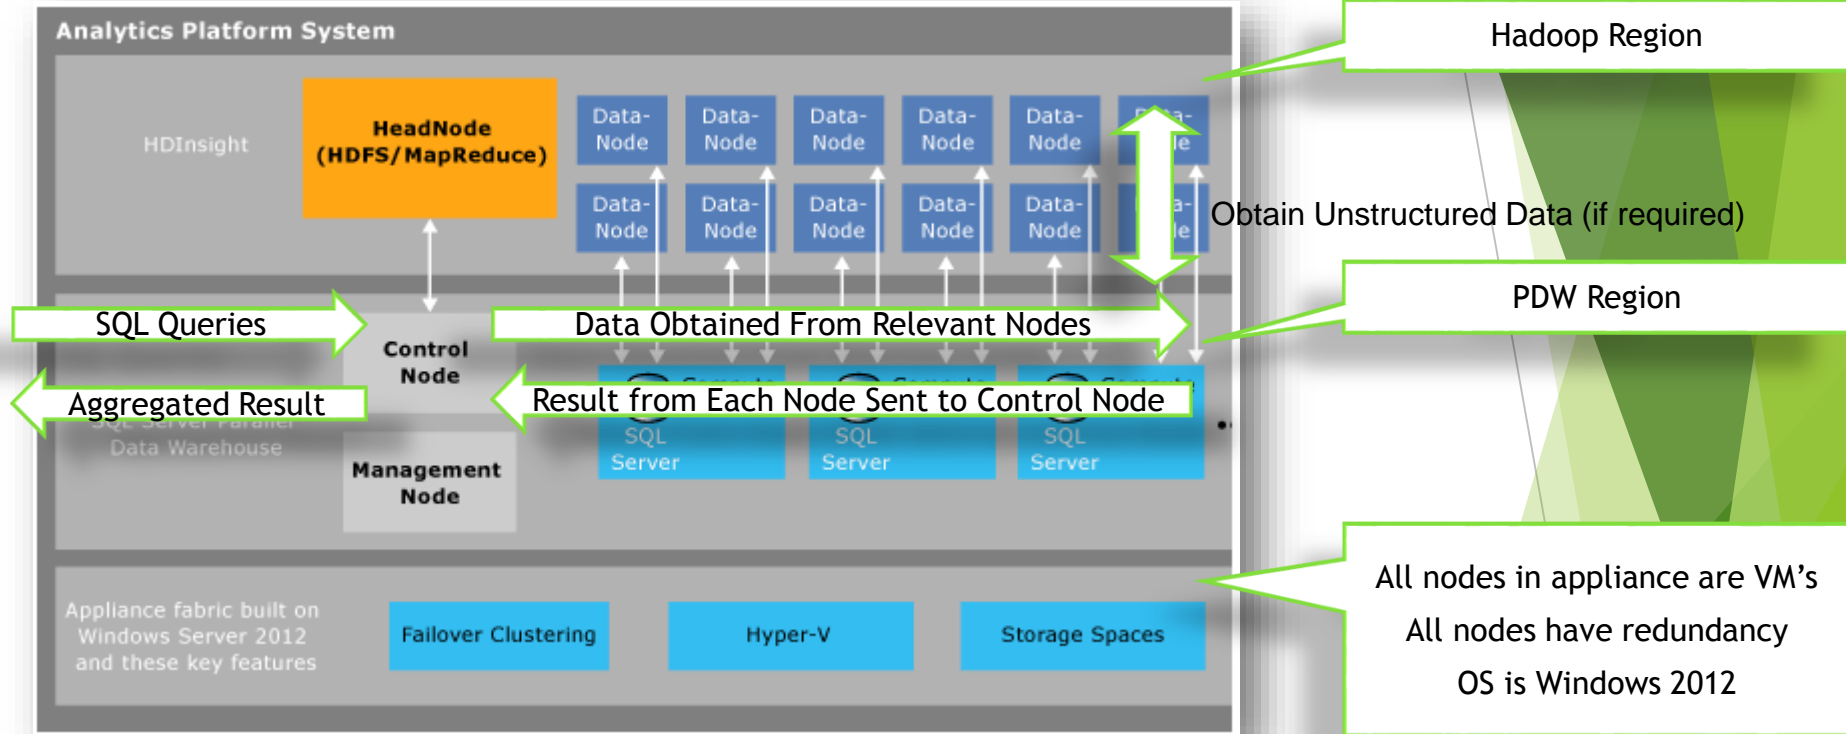 Analytics Platform System
Hadoop Region
HDInsight
HeadNode
(HDFS/MapReduce)
Data-
Node
Data-
Node
Data-
Node
Data-
Node
Data-
Node
Data-
Node
Data-
Node
Data-
Node
Data-
Node
Data-
Node
Obtain Unstructured Data (if required)
PDW Region
SQL Queries
Data Obtained From Relevant Nodes
Control
Node
Aggregated Result
Result from Each Node Sent to Control Node
SQL Server Parallel
Data Warehouse
SQL
Server
SQL
Server
SQL
Server
Management
Node
Appliance fabric built on
Windows Server 2012
and these key features
Failover Clustering
Hyper-V
Storage Spaces
All nodes in appliance are VM's
All nodes have redundancy
OS is Windows 2012